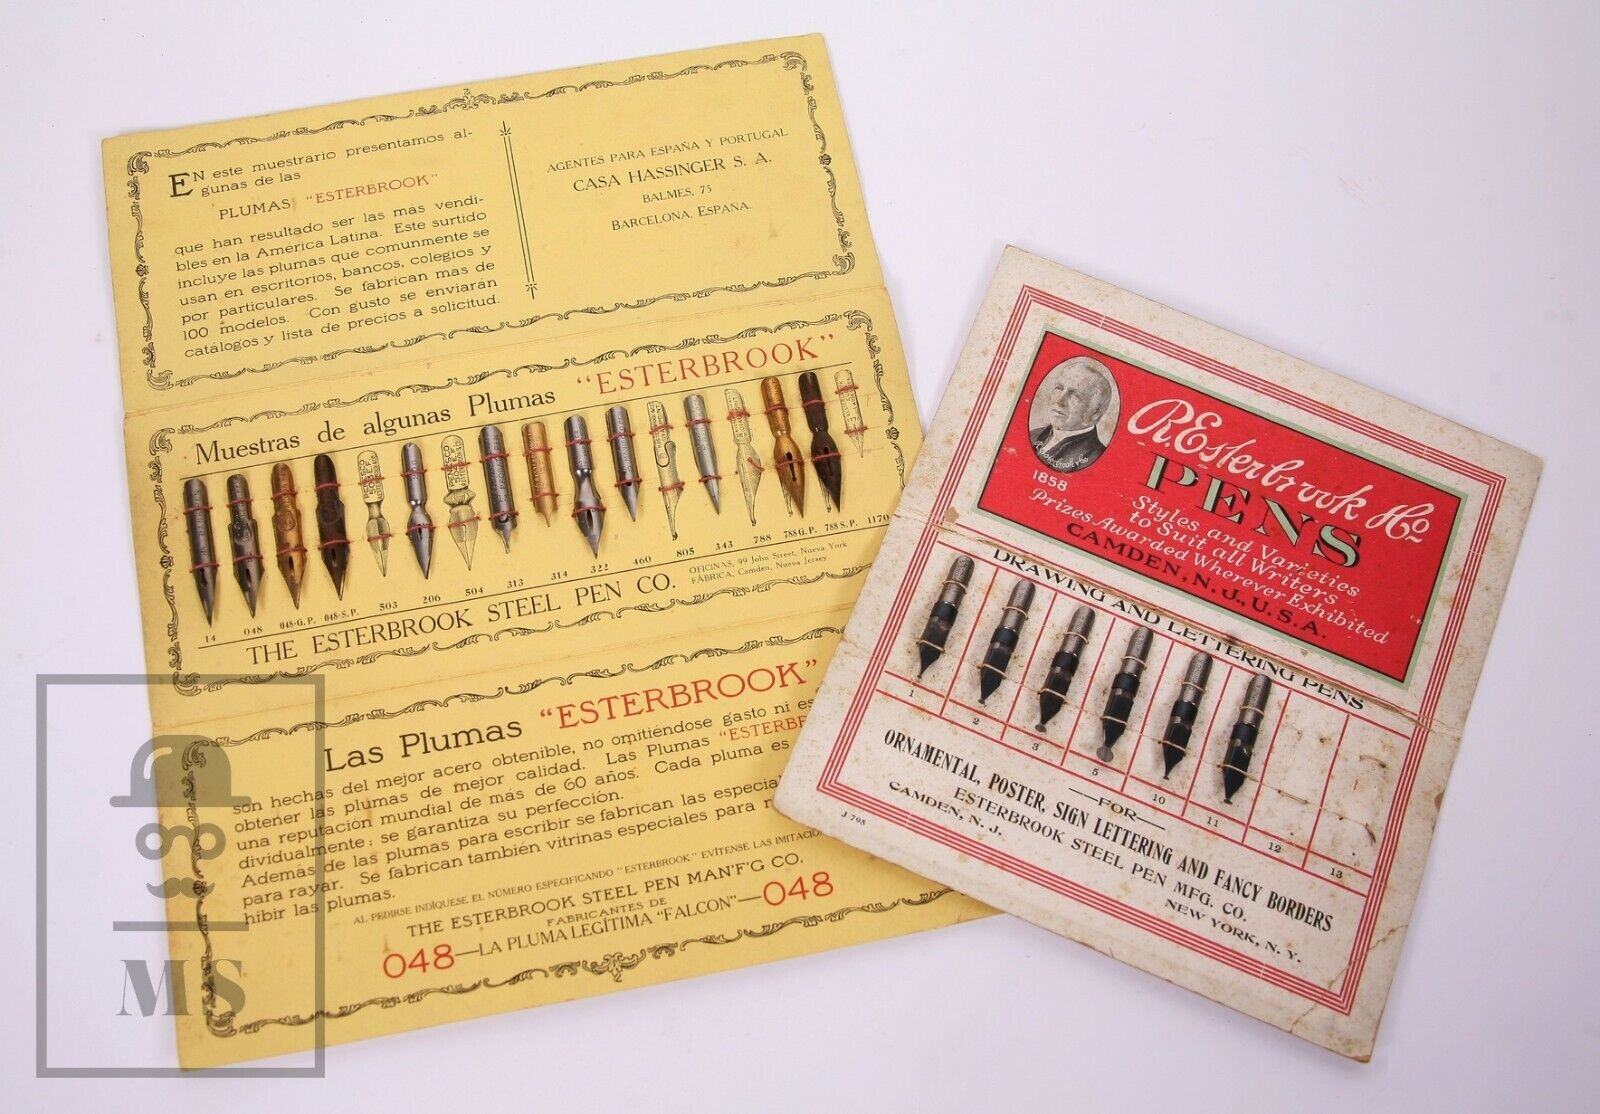 EN este muestrario presentamos al-
gunas de las
PLUMAS "ESTERBROOK"
que han resultado ser las más vendi-
bles en la América Latina. Este surtido
incluye las plumas que comunmente se
usan en escritorios, bancos, colegios y
por particulares. Se fabrican mas de
100 modelos. Con gusto se enviarán
catálogos y lista de precios a solicitud.
AGENTES PARA ESPAÑA Y PORTUGAL
CASA HASSINGER S. A.
BALMES, 75
BARCELONA, ESPAÑA.
Muestras de algunas Plumas "ESTERBROOK"
14 048 048-G.P. 048-S.P. 503 206 504 313 314 322 460 805 343 788 788 G.P. 788 S.P. 1170
THE ESTERBROOK STEEL PEN CO.
OFICINAS, 99 John Street, Nueva York
FÁBRICA, Camden, Nueva Jersey
Las Plumas "ESTERBROOK"
son hechas del mejor acero obtenible, no omitiéndose gasto ni es
obtener las plumas de mejor calidad. Las Plumas "ESTERBR
una reputación mundial de más de 60 años. Cada pluma es
dividualmente: se garantiza su perfección.
Además de las plumas para escribir se fabrican las especial
para rayar. Se fabrican también vitrinas especiales para
hibir las plumas.
AL PEDIRSE INDÍQUESE EL NÚMERO ESPECIFICANDO "ESTERBROOK" EVÍTENSE LAS IMITACIO
THE ESTERBROOK STEEL PEN MAN'F'G CO.
FABRICANTES DE
048—LA PLUMA LEGÍTIMA "FALCON"—048
R. Esterbrook & Co.
PENS
1858
Styles and Varieties
to Suit all Writers
Prizes Awarded Wherever Exhibited
CAMDEN, N. J., U.S.A.
DRAWING AND LETTERING PENS
1 2 3 5 10 11 12 13
—FOR—
ORNAMENTAL, POSTER, SIGN LETTERING AND FANCY BORDERS
ESTERBROOK STEEL PEN MFG. CO.
CAMDEN, N. J.
NEW YORK, N. Y.
J 795
MS